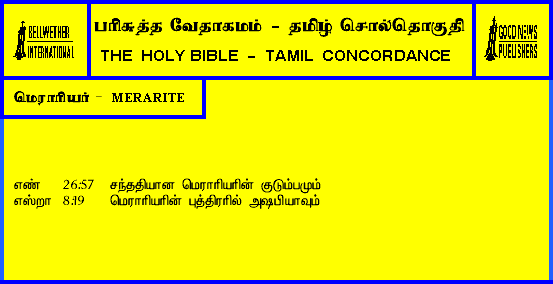 BELLWETHER
INTERNATIONAL
பரிசுத்த வேதாகமம் - தமிழ் சொல்தொகுதி
THE HOLY BIBLE - TAMIL CONCORDANCE
GOOD NEWS
PUBLISHERS
மெராரியர் - MERARITE
எண் 26:57 சந்ததியான மெராரியரின் குடும்பமும்
எஸ்றா 8:19 மெராரியரின் புத்திரரில் அஷபியாவும்